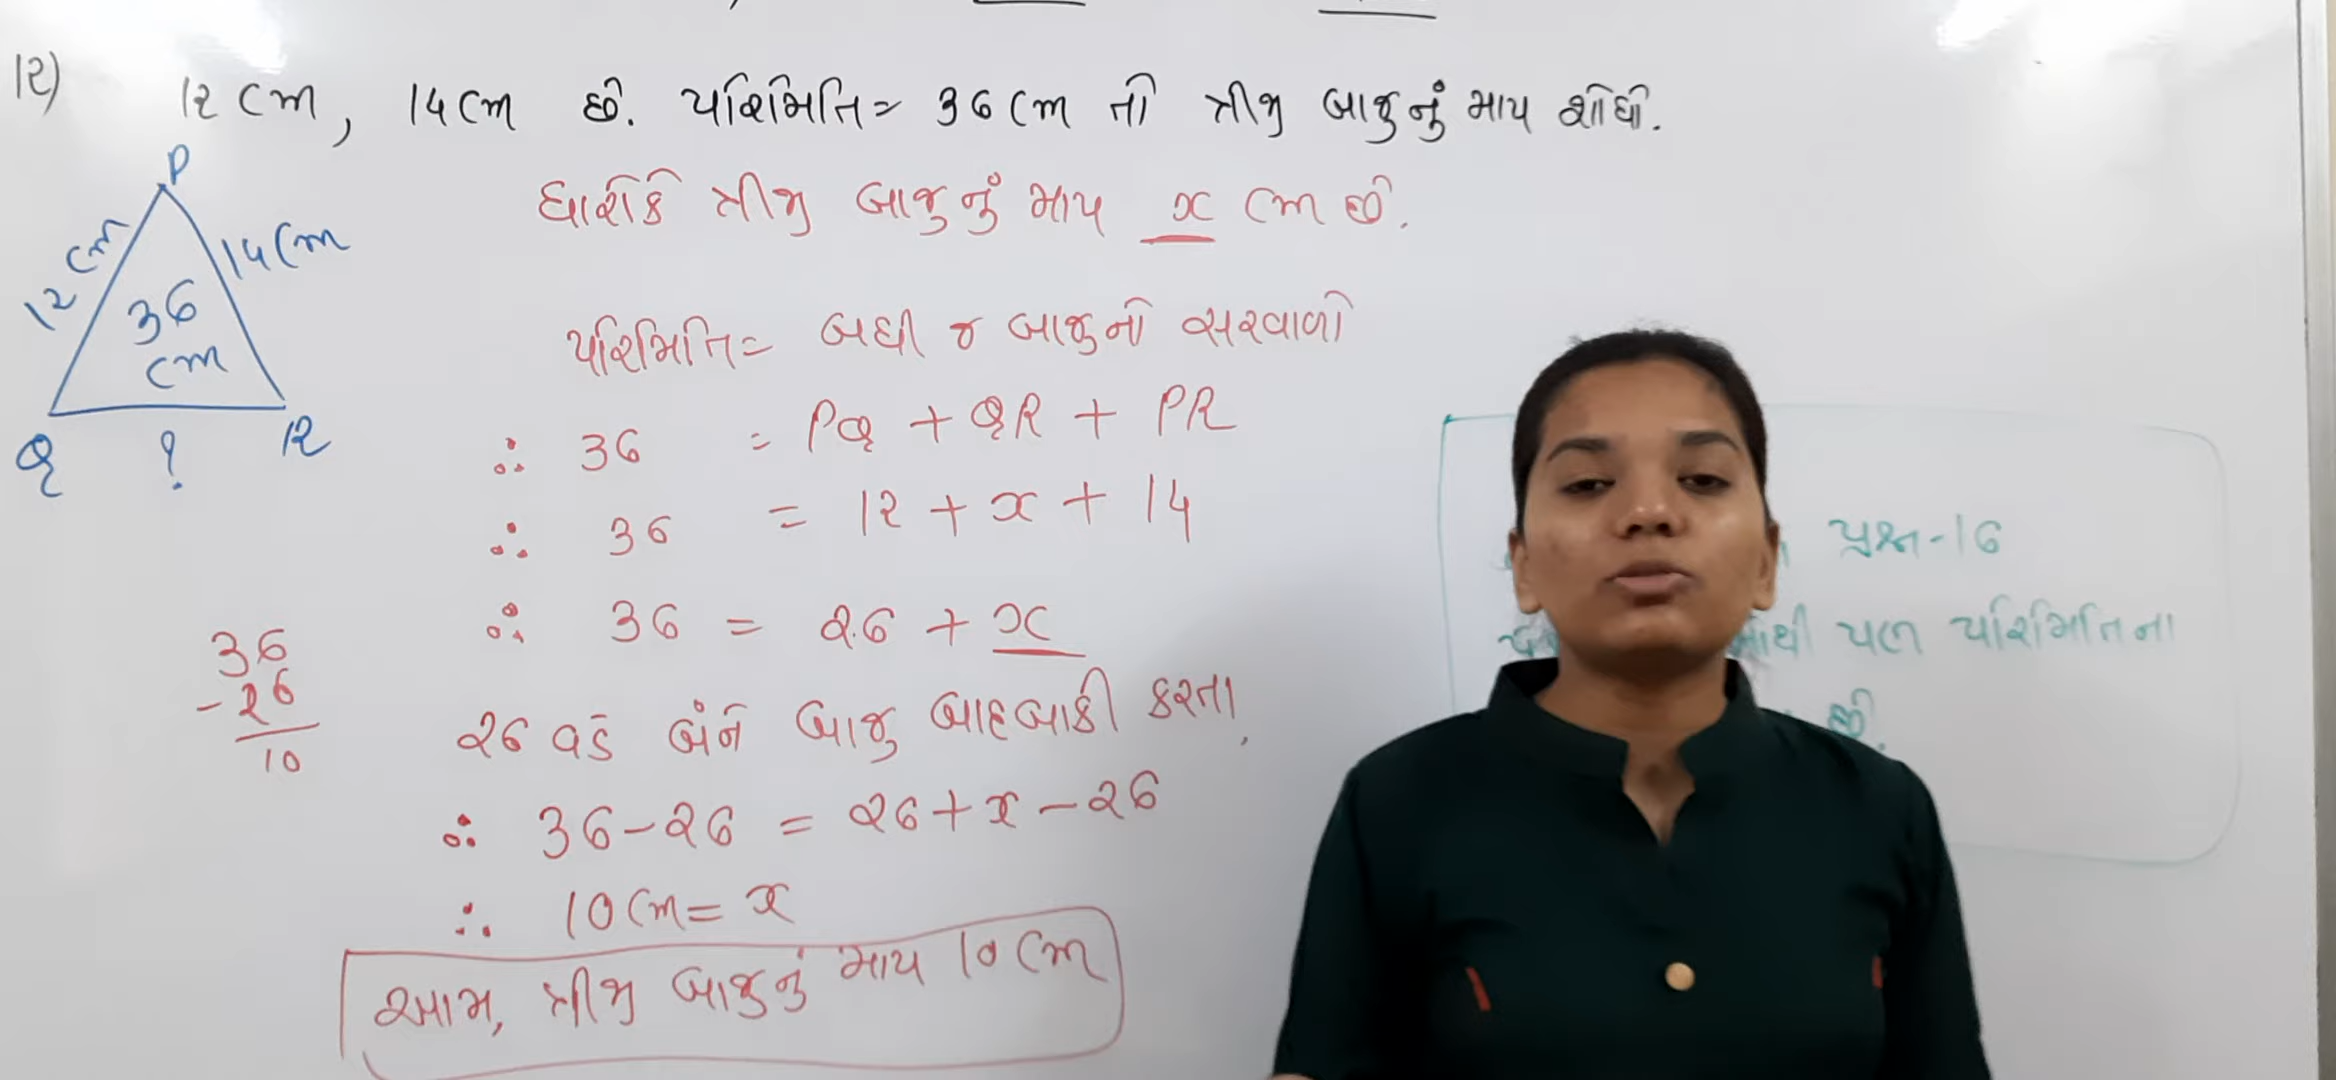 12) 12 cm, 14 cm છે. પરિમિતિ = 36 cm તો ત્રીજી બાજુનું માપ શોધો.
P
12 cm
14 cm
36
cm
Q ? R
ધારોકે ત્રીજી બાજુનું માપ x cm છે.
પરિમિતિ = બધી જ બાજુનો સરવાળો
∴ 36 = PQ + QR + PR
∴ 36 = 12 + x + 14
∴ 36 = 26 + x
26 વડે બંને બાજુ બાદબાકી કરતા,
∴ 36 - 26 = 26 + x - 26
∴ 10 cm = x
આમ, ત્રીજી બાજુનું માપ 10 cm
36
- 26
10
પ્રશ્ન-16
પણ પરિમિતિના
છે.